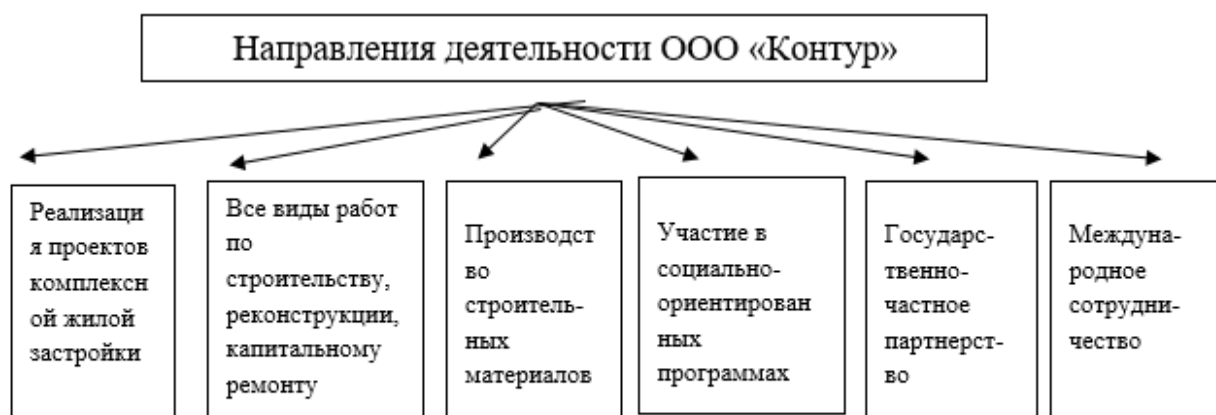 Направления деятельности ООО «Контур»
Реализаци
я проектов
комплексн
ой жилой
застройки
Все виды работ
по
строительству,
реконструкции,
капитальному
ремонту
Производст
во
строитель-
ных
материалов
Участие в
социально-
ориентирован
ных
программах
Государс-
твенно-
частное
партнерст-
во
Междуна-
родное
сотрудни-
чество